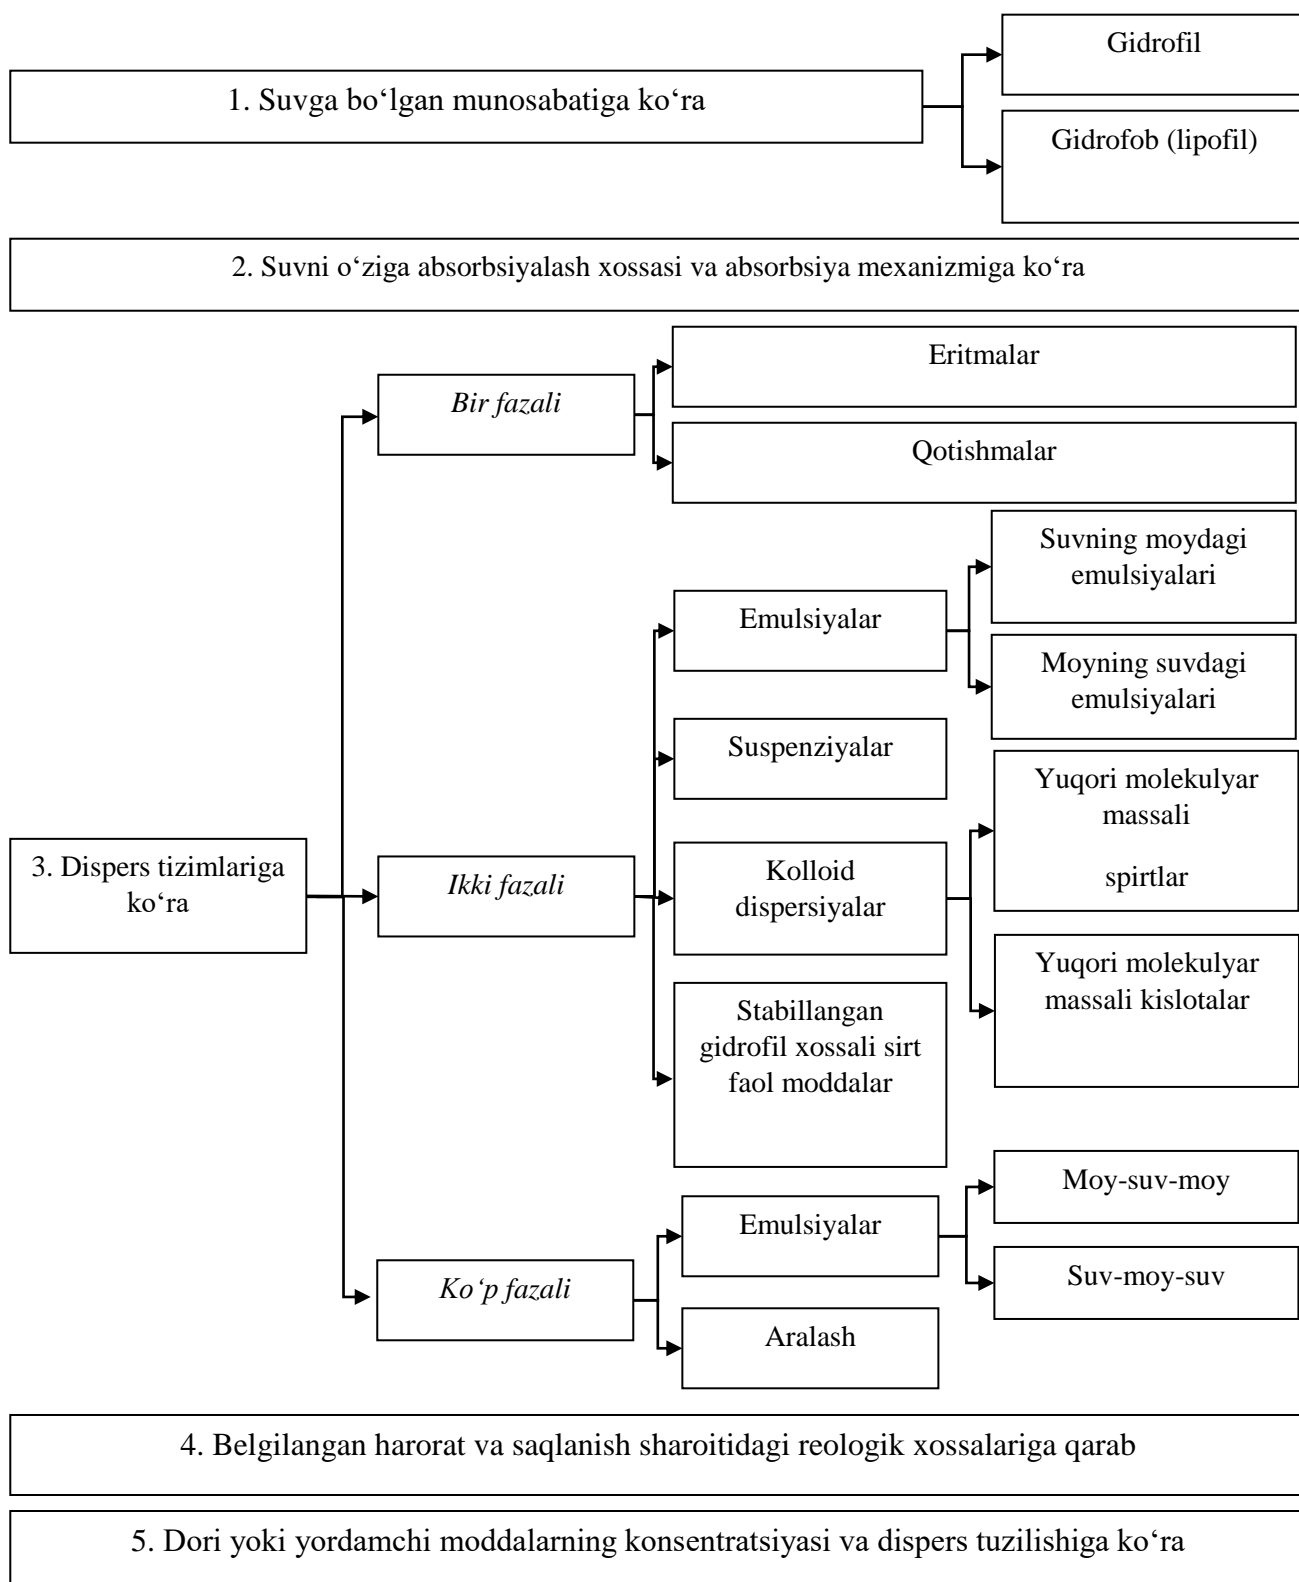 Gidrofil
1. Suvga bo‘lgan munosabatiga ko‘ra
Gidrofob (lipofil)
2. Suvni o‘ziga absorbsiyalash xossasi va absorbsiya mexanizmiga ko‘ra
Eritmalar
Bir fazali
Qotishmalar
Suvning moydagi
emulsiyalari
Emulsiyalar
Moyning suvdagi
emulsiyalari
Suspenziyalar
Yuqori molekulyar
massali
spirtlar
3. Dispers tizimlariga
ko‘ra
Ikki fazali
Kolloid
dispersiyalar
Yuqori molekulyar
massali kislotalar
Stabillangan
gidrofil xossali sirt
faol moddalar
Moy-suv-moy
Emulsiyalar
Suv-moy-suv
Ko‘p fazali
Aralash
4. Belgilangan harorat va saqlanish sharoitidagi reologik xossalariga qarab
5. Dori yoki yordamchi moddalarning konsentratsiyasi va dispers tuzilishiga ko‘ra